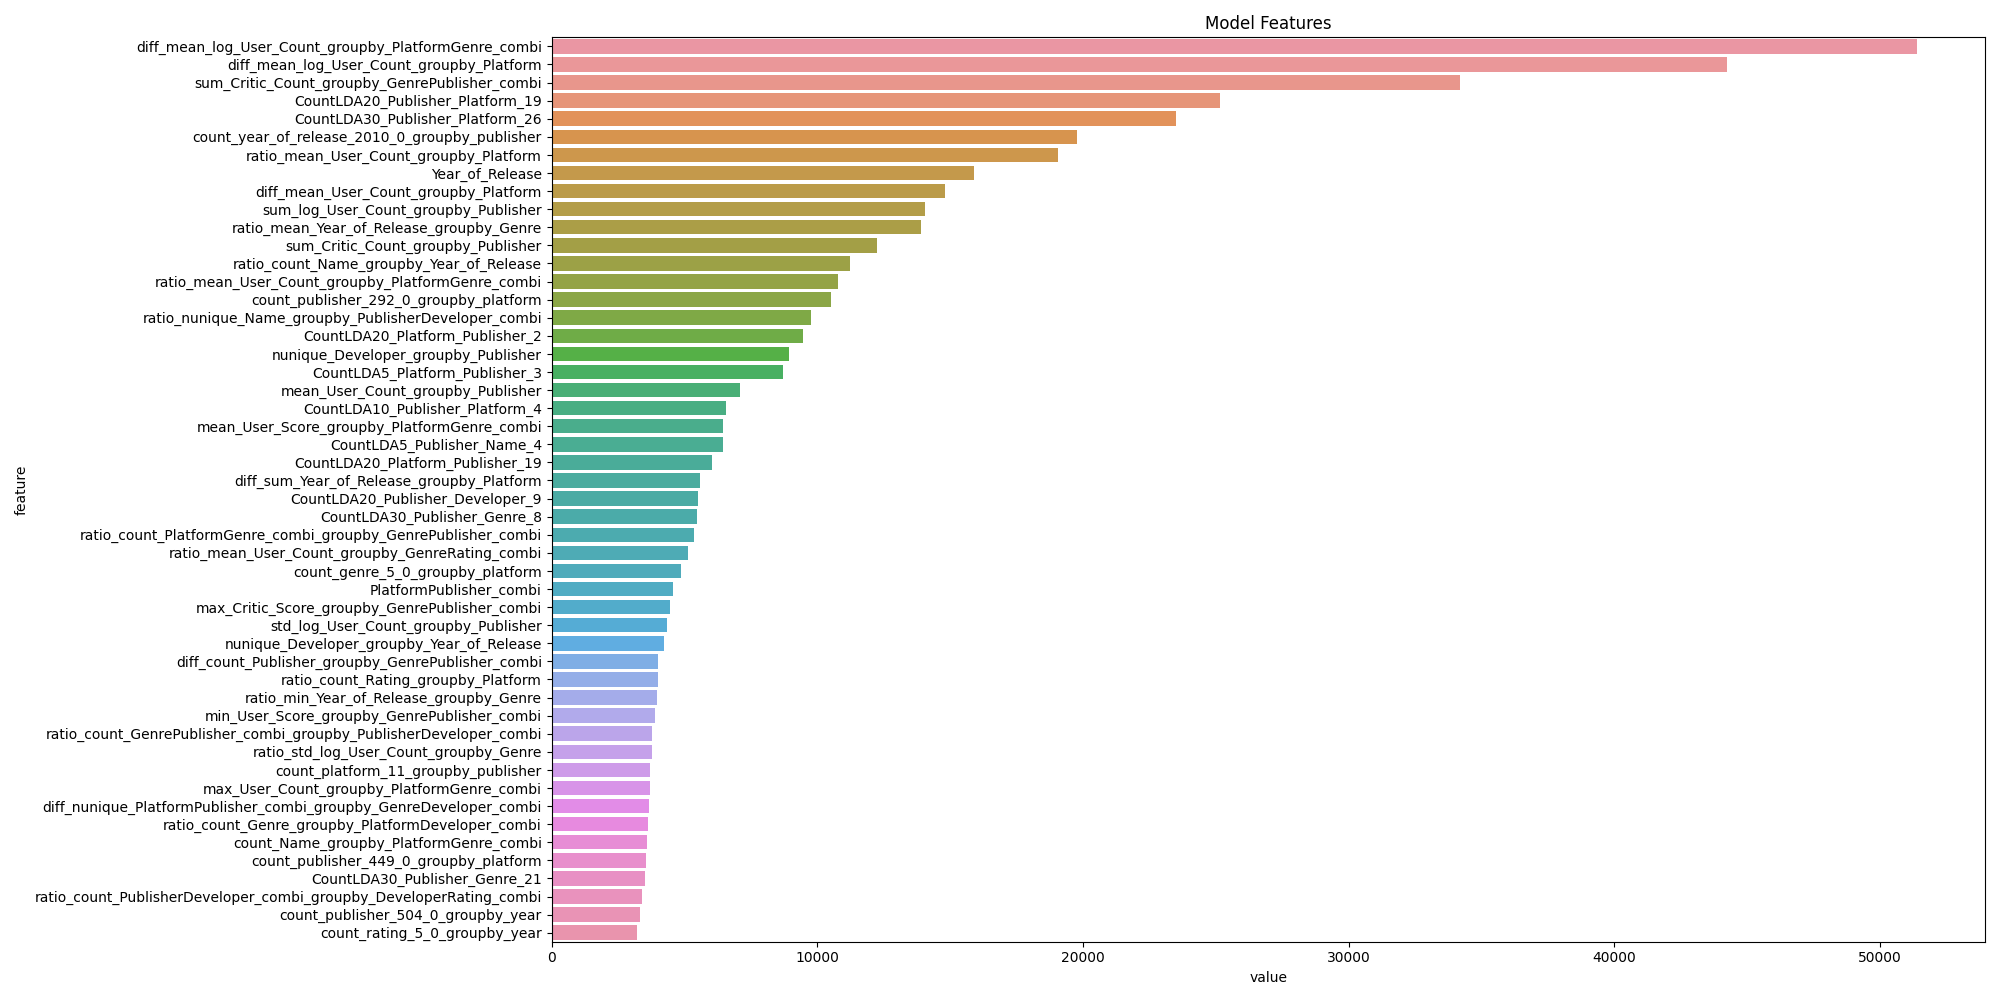 Model Features
diff_mean_log_User_Count_groupby_PlatformGenre_combi
diff_mean_log_User_Count_groupby_Platform
sum_Critic_Count_groupby_GenrePublisher_combi
CountLDA20_Publisher_Platform_19
CountLDA30_Publisher_Platform_26
count_year_of_release_2010_0_groupby_publisher
ratio_mean_User_Count_groupby_Platform
Year_of_Release
diff_mean_User_Count_groupby_Platform
sum_log_User_Count_groupby_Publisher
ratio_mean_Year_of_Release_groupby_Genre
sum_Critic_Count_groupby_Publisher
ratio_count_Name_groupby_Year_of_Release
ratio_mean_User_Count_groupby_PlatformGenre_combi
count_publisher_292_0_groupby_platform
ratio_nunique_Name_groupby_PublisherDeveloper_combi
CountLDA20_Platform_Publisher_2
nunique_Developer_groupby_Publisher
CountLDA5_Platform_Publisher_3
mean_User_Count_groupby_Publisher
CountLDA10_Publisher_Platform_4
mean_User_Score_groupby_PlatformGenre_combi
CountLDA5_Publisher_Name_4
CountLDA20_Platform_Publisher_19
diff_sum_Year_of_Release_groupby_Platform
CountLDA20_Publisher_Developer_9
CountLDA30_Publisher_Genre_8
ratio_count_PlatformGenre_combi_groupby_GenrePublisher_combi
ratio_mean_User_Count_groupby_GenreRating_combi
count_genre_5_0_groupby_platform
PlatformPublisher_combi
max_Critic_Score_groupby_GenrePublisher_combi
std_log_User_Count_groupby_Publisher
nunique_Developer_groupby_Year_of_Release
diff_count_Publisher_groupby_GenrePublisher_combi
ratio_count_Rating_groupby_Platform
ratio_min_Year_of_Release_groupby_Genre
min_User_Score_groupby_GenrePublisher_combi
ratio_count_GenrePublisher_combi_groupby_PublisherDeveloper_combi
ratio_std_log_User_Count_groupby_Genre
count_platform_11_groupby_publisher
max_User_Count_groupby_PlatformGenre_combi
diff_nunique_PlatformPublisher_combi_groupby_GenreDeveloper_combi
ratio_count_Genre_groupby_PlatformDeveloper_combi
count_Name_groupby_PlatformGenre_combi
count_publisher_449_0_groupby_platform
CountLDA30_Publisher_Genre_21
ratio_count_PublisherDeveloper_combi_groupby_DeveloperRating_combi
count_publisher_504_0_groupby_year
count_rating_5_0_groupby_year
feature
0 10000 20000 30000 40000 50000
value